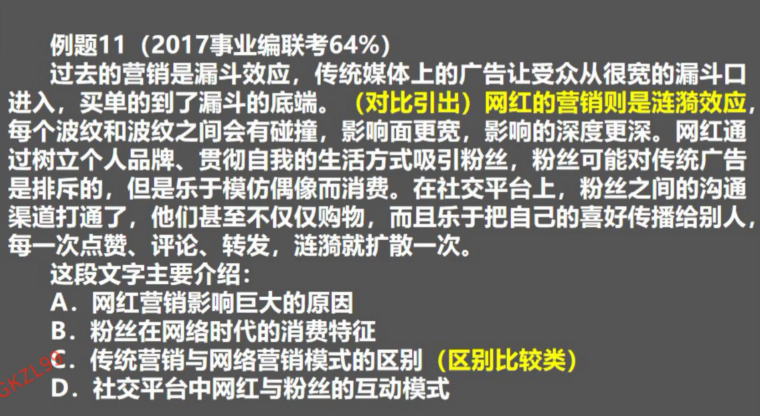 例题11（2017事业编联考64%）
过去的营销是漏斗效应，传统媒体上的广告让受众从很宽的漏斗口
进入，买单的到了漏斗的底端。（对比引出）网红的营销则是涟漪效应，
每个波纹和波纹之间会有碰撞，影响面更宽，影响的深度更深。网红通
过树立个人品牌、贯彻自我的生活方式吸引粉丝，粉丝可能对传统广告
是排斥的，但是乐于模仿偶像而消费。在社交平台上，粉丝之间的沟通
渠道打通了，他们甚至不仅仅购物，而且乐于把自己的喜好传播给别人，
每一次点赞、评论、转发，涟漪就扩散一次。
这段文字主要介绍：
A．网红营销影响巨大的原因
B．粉丝在网络时代的消费特征
C．传统营销与网络营销模式的区别（区别比较类）
D．社交平台中网红与粉丝的互动模式